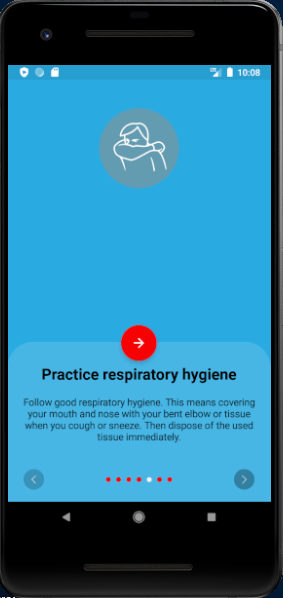 10:08
Practice respiratory hygiene
Follow good respiratory hygiene. This means covering
your mouth and nose with your bent elbow or tissue
when you cough or sneeze. Then dispose of the used
tissue immediately.